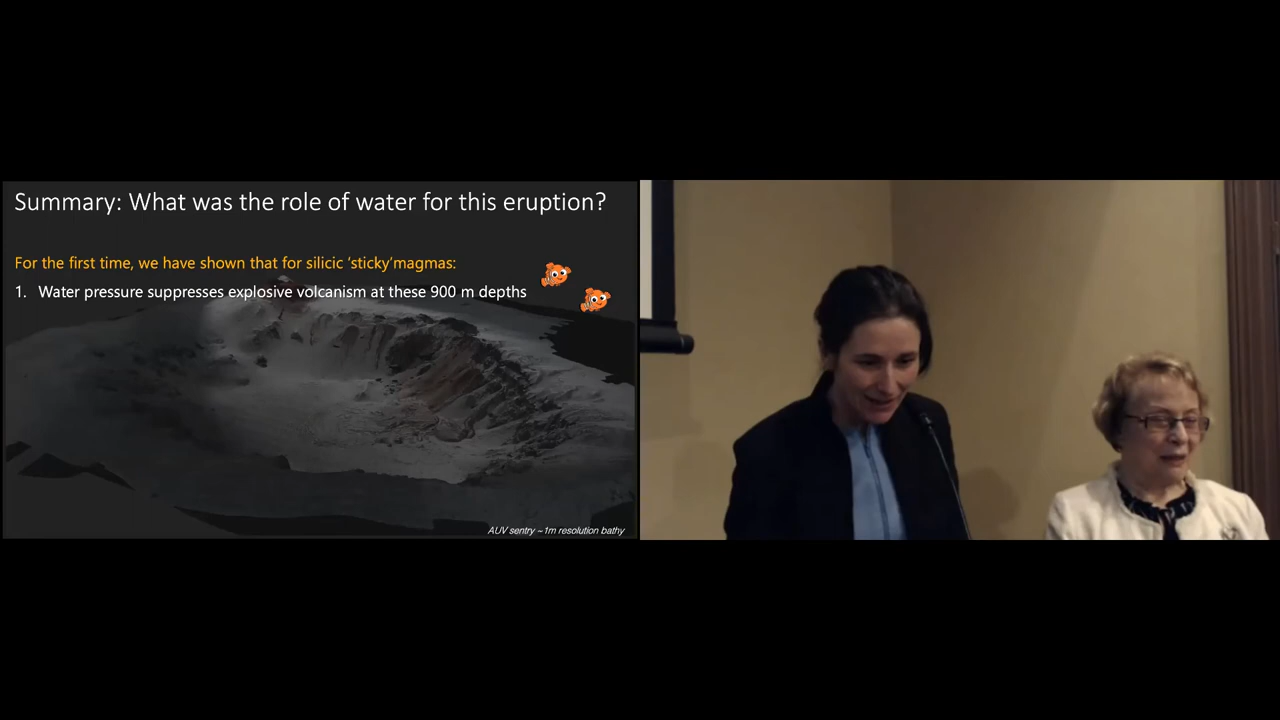 Summary: What was the role of water for this eruption?
For the first time, we have shown that for silicic 'sticky'magmas:
1. Water pressure suppresses explosive volcanism at these 900 m depths
AUV sentry ~1m resolution bathy